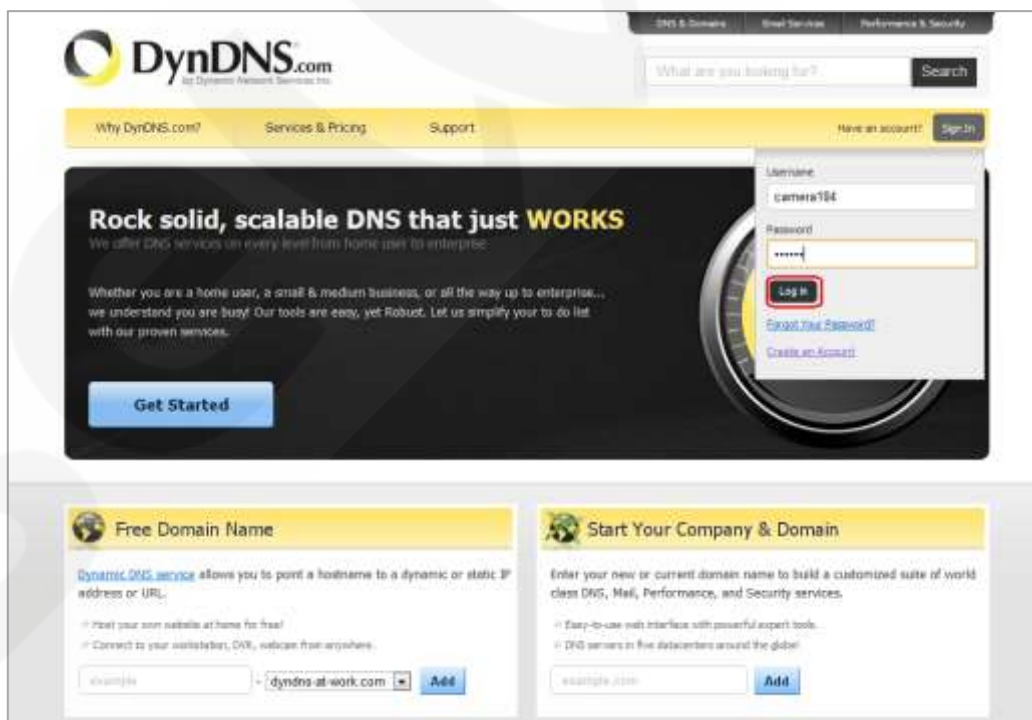 DNS & Domains Email Services Performance & Security
DynDNS.com
by Dynamic Network Services Inc.
What are you looking for? Search
Why DynDNS.com? Services & Pricing Support Have an account? Sign In
Username
camera104
Password
••••••
Log in
Forgot Your Password?
Create an Account
Rock solid, scalable DNS that just WORKS
We offer DNS services on every level from home user to enterprise
Whether you are a home user, a small & medium business, or all the way up to enterprise...
we understand you are busy! Our tools are easy, yet Robust. Let us simplify your to do list
with our proven services.
Get Started
Free Domain Name
Dynamic DNS service allows you to point a hostname to a dynamic or static IP
address or URL.
Host your own website at home for free!
Connect to your workstation, DVR, webcam from anywhere.
example - dyndns-at-work.com Add
Start Your Company & Domain
Enter your new or current domain name to build a customized suite of world
class DNS, Mail, Performance, and Security services.
Easy-to-use web interface with powerful expert tools.
DNS servers in five datacenters around the globe!
example.com Add